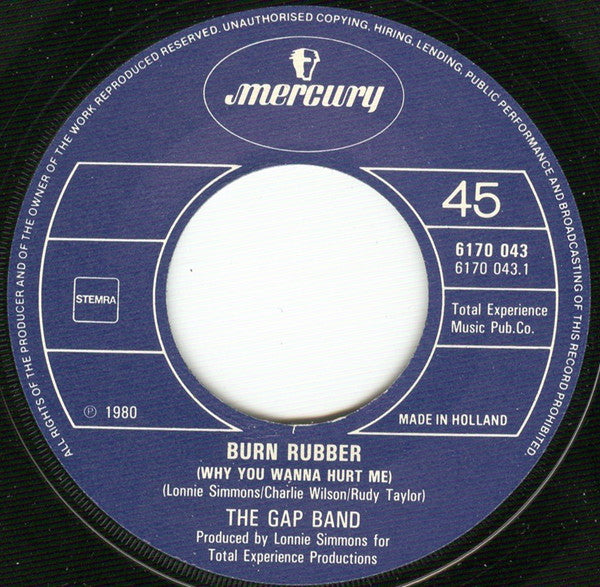 ALL RIGHTS OF THE PRODUCER AND OF THE OWNER OF THE WORK REPRODUCED RESERVED. UNAUTHORISED COPYING, HIRING, LENDING, PUBLIC PERFORMANCE AND BROADCASTING OF THIS RECORD PROHIBITED
mercury
45
6170 043
6170 043.1
STEMRA
Total Experience
Music Pub.Co.
℗ 1980
MADE IN HOLLAND
BURN RUBBER
(WHY YOU WANNA HURT ME)
(Lonnie Simmons/Charlie Wilson/Rudy Taylor)
THE GAP BAND
Produced by Lonnie Simmons for
Total Experience Productions